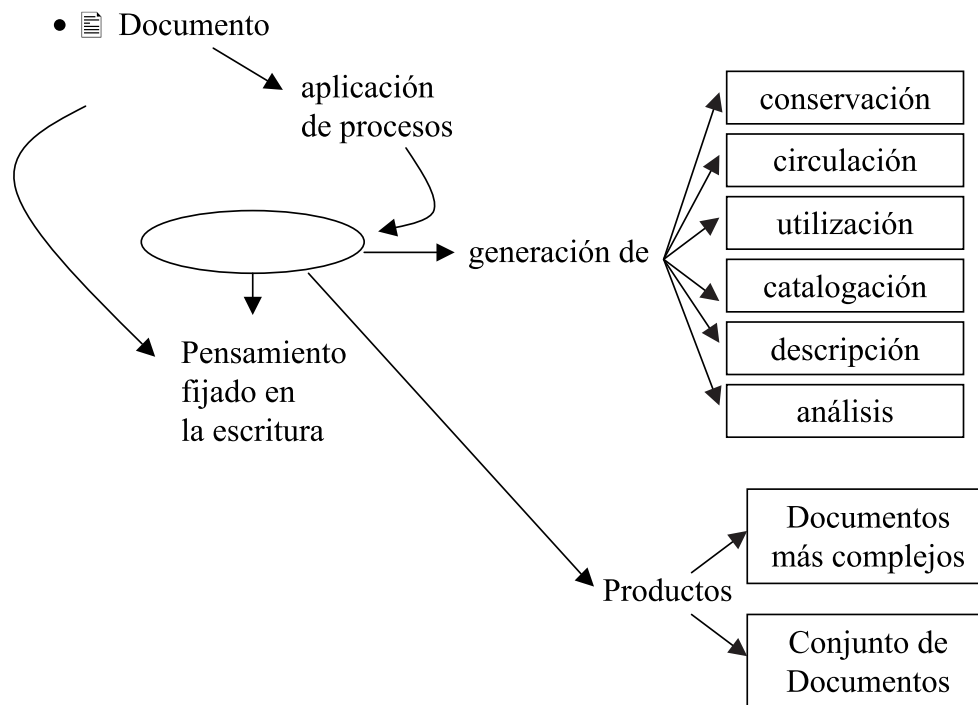 • Documento
aplicación
de procesos
conservación
circulación
utilización
generación de
catalogación
descripción
análisis
Pensamiento
fijado en
la escritura
Documentos
más complejos
Productos
Conjunto de
Documentos